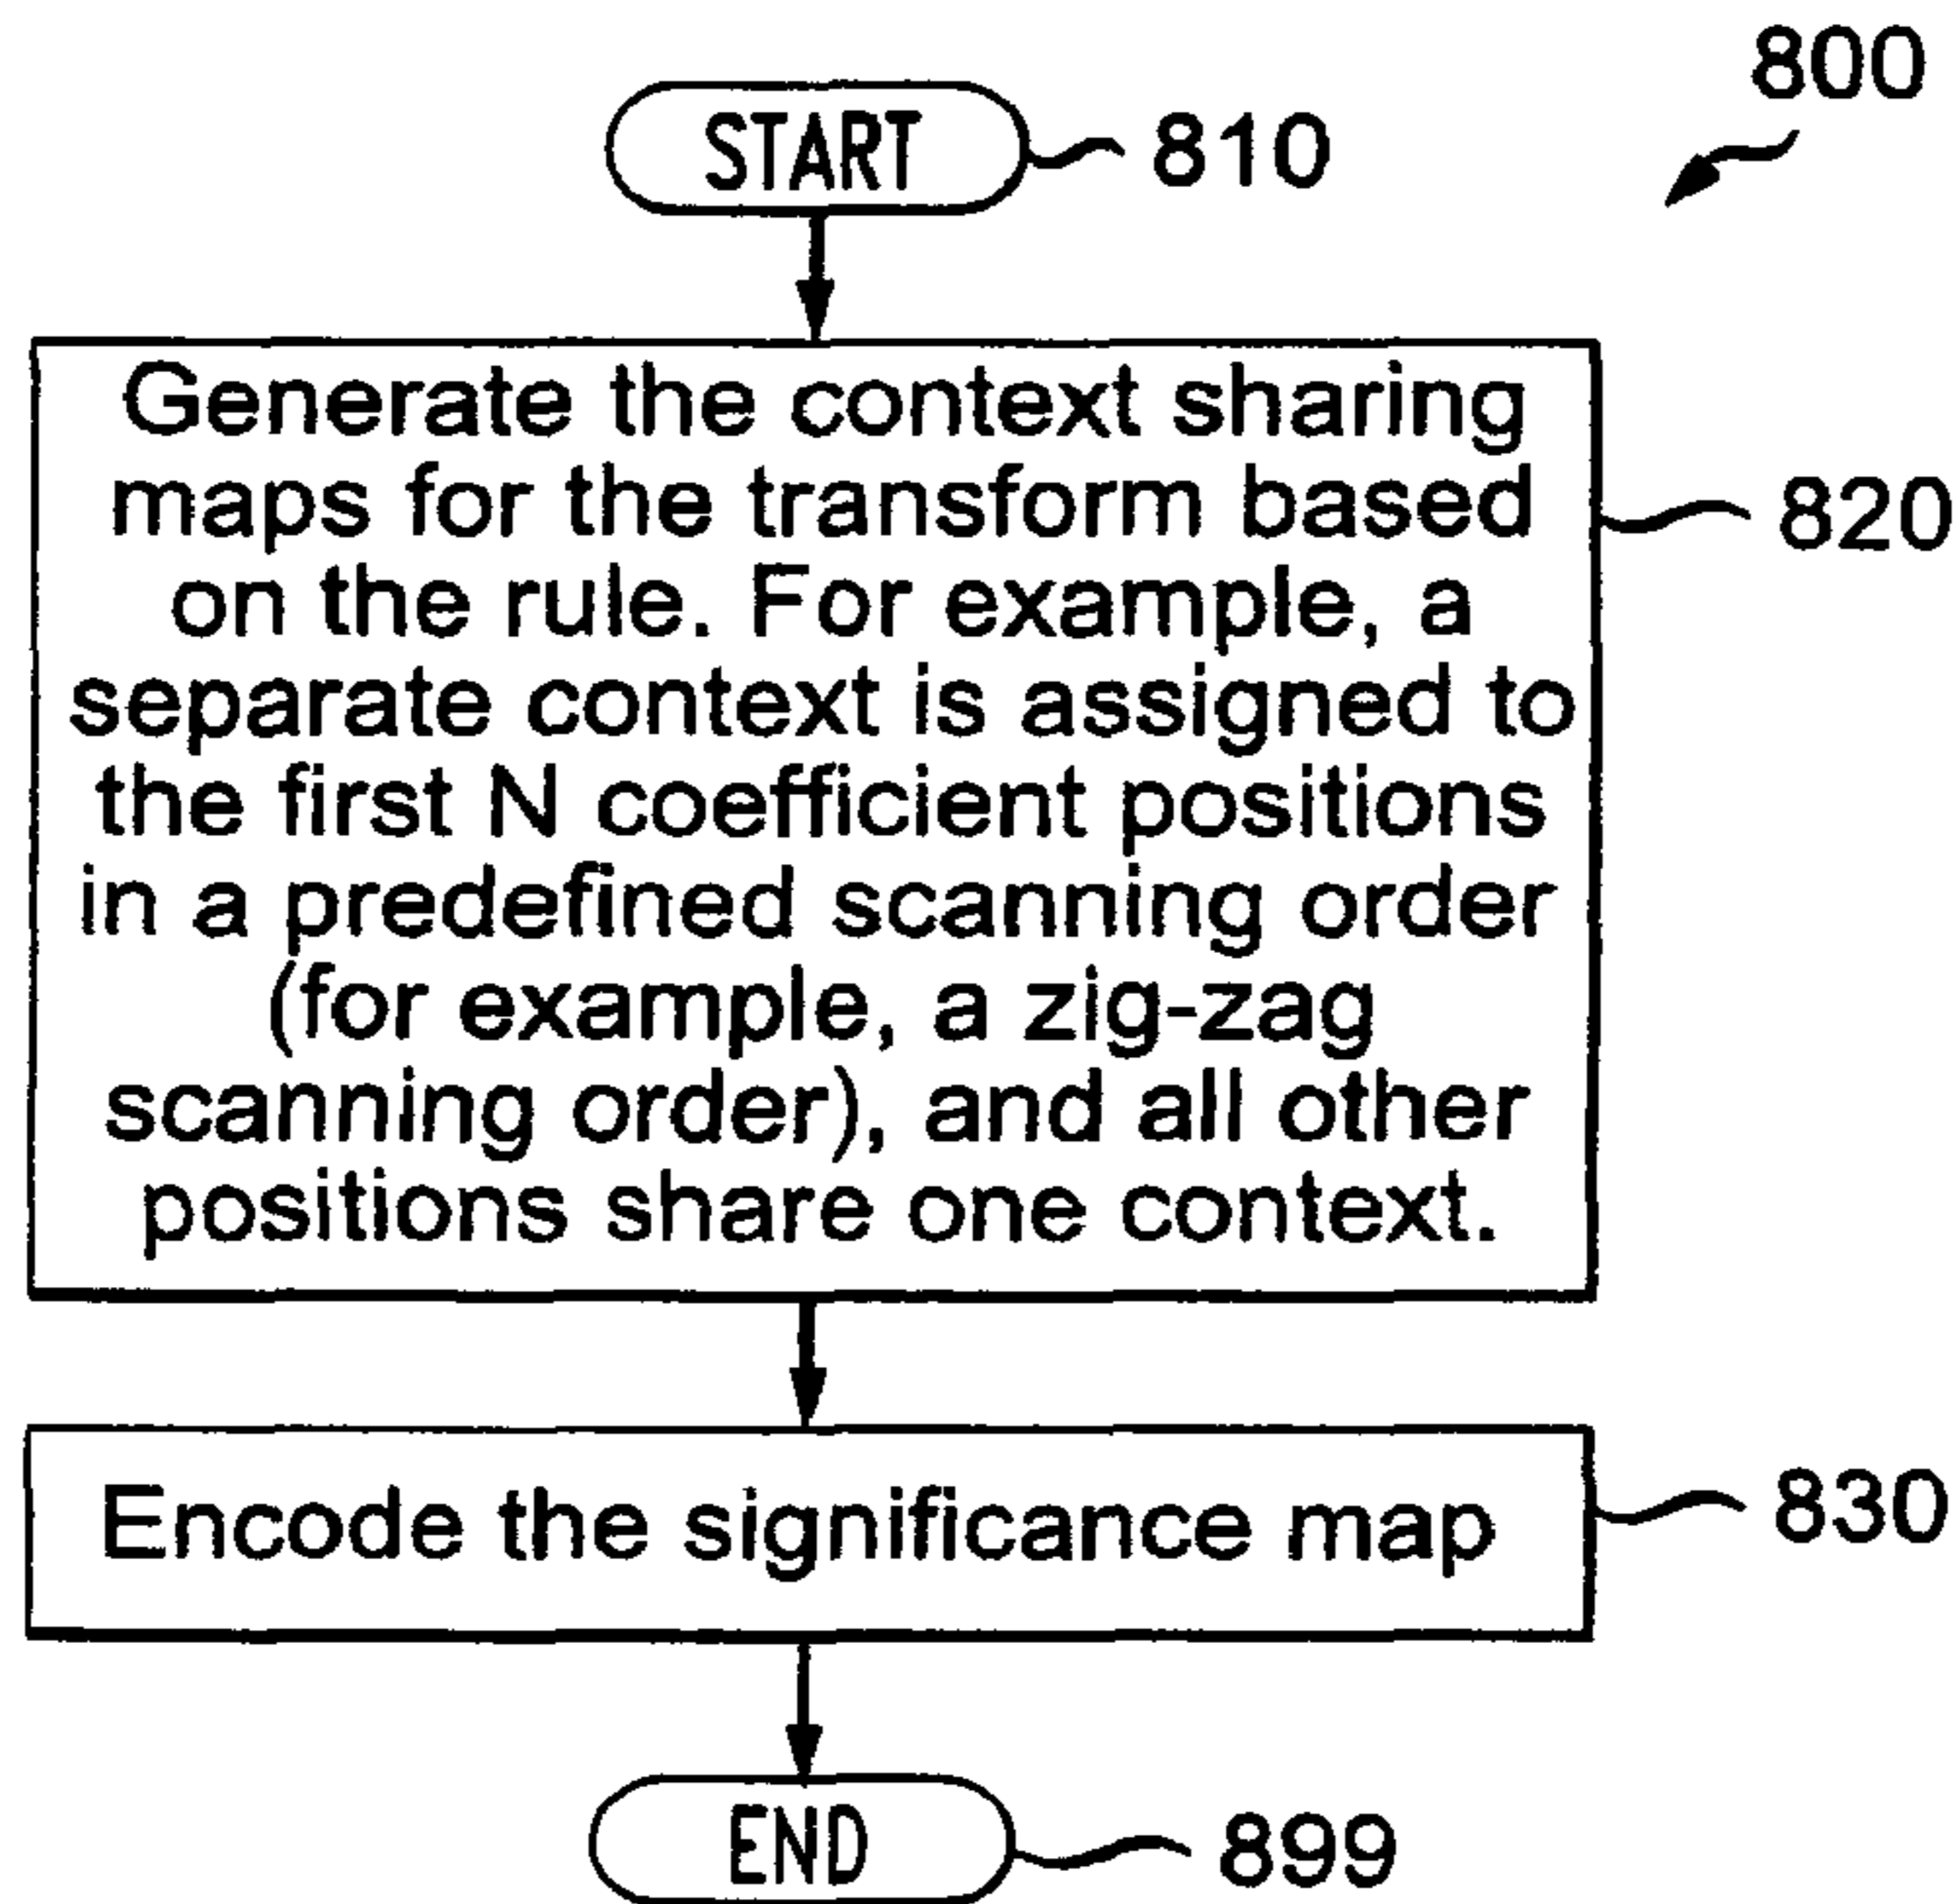 800
START
810
Generate the context sharing
maps for the transform based
on the rule. For example, a
separate context is assigned to
the first N coefficient positions
in a predefined scanning order
(for example, a zig-zag
scanning order), and all other
positions share one context.
820
Encode the significance map
830
END
899